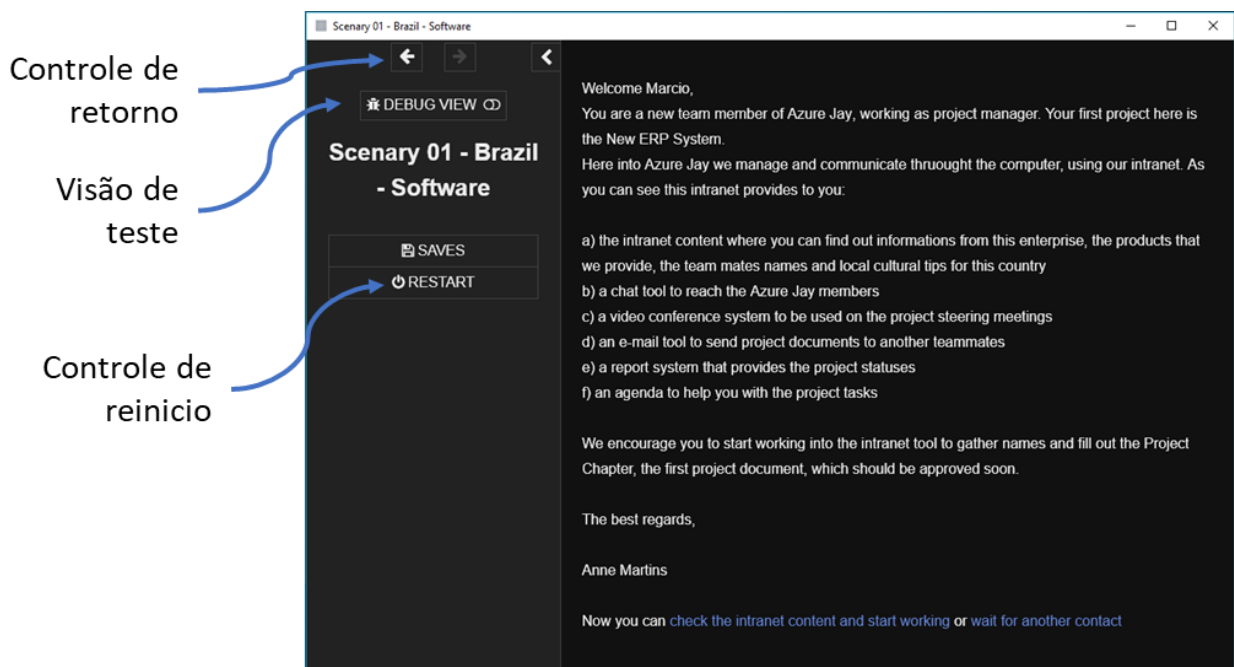 Scenary 01 - Brazil - Software
Controle de
retorno
DEBUG VIEW
Scenary 01 - Brazil
- Software
Visão de
teste
SAVES
RESTART
Controle de
reinicio
Welcome Marcio,
You are a new team member of Azure Jay, working as project manager. Your first project here is
the New ERP System.
Here into Azure Jay we manage and communicate thruought the computer, using our intranet. As
you can see this intranet provides to you:
a) the intranet content where you can find out informations from this enterprise, the products that
we provide, the team mates names and local cultural tips for this country
b) a chat tool to reach the Azure Jay members
c) a video conference system to be used on the project steering meetings
d) an e-mail tool to send project documents to another teammates
e) a report system that provides the project statuses
f) an agenda to help you with the project tasks
We encourage you to start working into the intranet tool to gather names and fill out the Project
Chapter, the first project document, which should be approved soon.
The best regards,
Anne Martins
Now you can check the intranet content and start working or wait for another contact